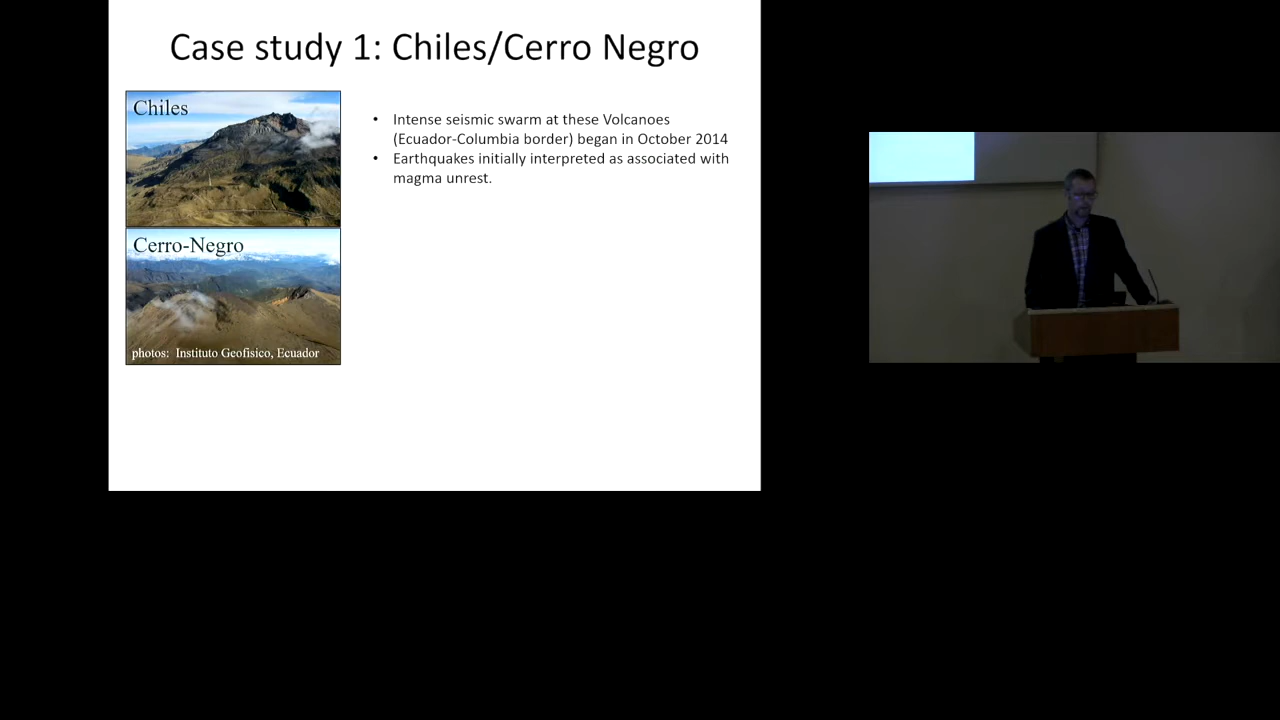 Case study 1: Chiles/Cerro Negro
Chiles
Cerro-Negro
photos: Instituto Geofisico, Ecuador
• Intense seismic swarm at these Volcanoes
(Ecuador-Columbia border) began in October 2014
• Earthquakes initially interpreted as associated with
magma unrest.